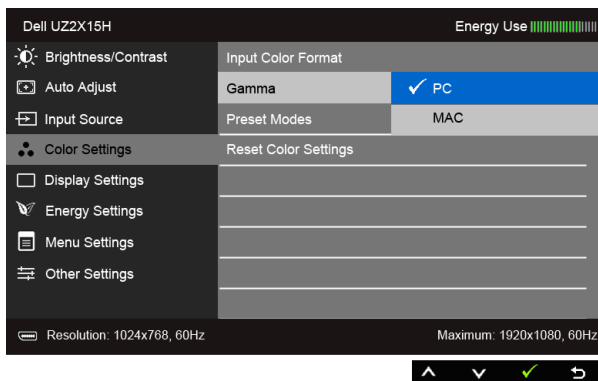 Dell UZ2X15H Energy Use
Brightness/Contrast Input Color Format
Auto Adjust Gamma PC
Input Source Preset Modes MAC
Color Settings Reset Color Settings
Display Settings
Energy Settings
Menu Settings
Other Settings
Resolution: 1024x768, 60Hz Maximum: 1920x1080, 60Hz